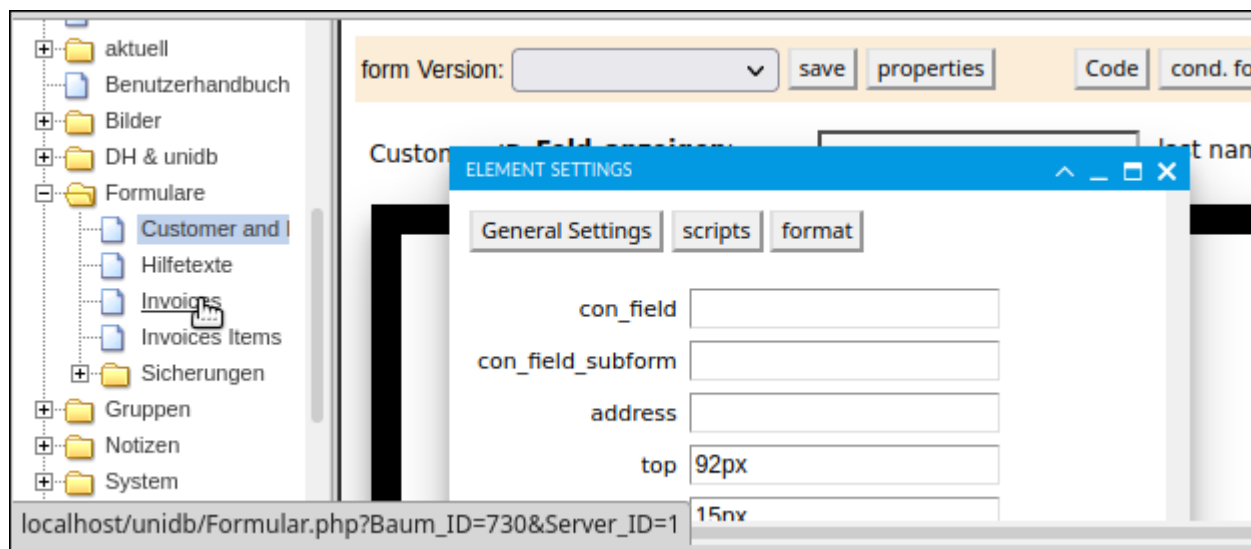 aktuell
Benutzerhandbuch
Bilder
DH & unidb
Formulare
Customer and
Hilfetexte
Invoices
Invoices Items
Sicherungen
Gruppen
Notizen
System
localhost/unidb/Formular.php?Baum_ID=730&Server_ID=1
form Version: save properties Code cond. fo
Custom Feld anzeigen: last nam
ELEMENT SETTINGS
General Settings scripts format
con_field
con_field_subform
address
top 92px
15px